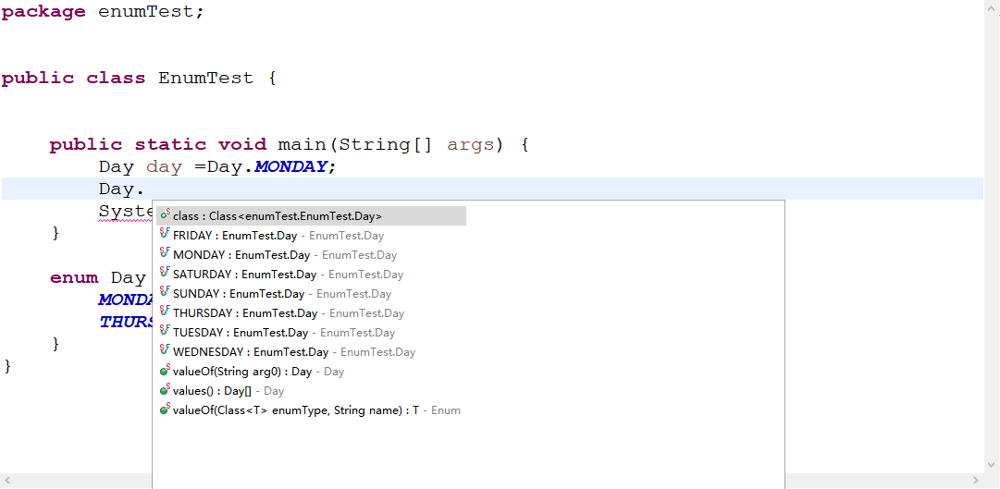 package enumTest;
public class EnumTest {
public static void main(String[] args) {
Day day =Day.MONDAY;
Day.
Syste
class : Class<enumTest.EnumTest.Day>
FRIDAY : EnumTest.Day - EnumTest.Day
MONDAY : EnumTest.Day - EnumTest.Day
SATURDAY : EnumTest.Day - EnumTest.Day
SUNDAY : EnumTest.Day - EnumTest.Day
THURSDAY : EnumTest.Day - EnumTest.Day
TUESDAY : EnumTest.Day - EnumTest.Day
WEDNESDAY : EnumTest.Day - EnumTest.Day
valueOf(String arg0) : Day - Day
values() : Day[] - Day
valueOf(Class<T> enumType, String name) : T - Enum
}
enum Day
MONDA
THURS
}
}